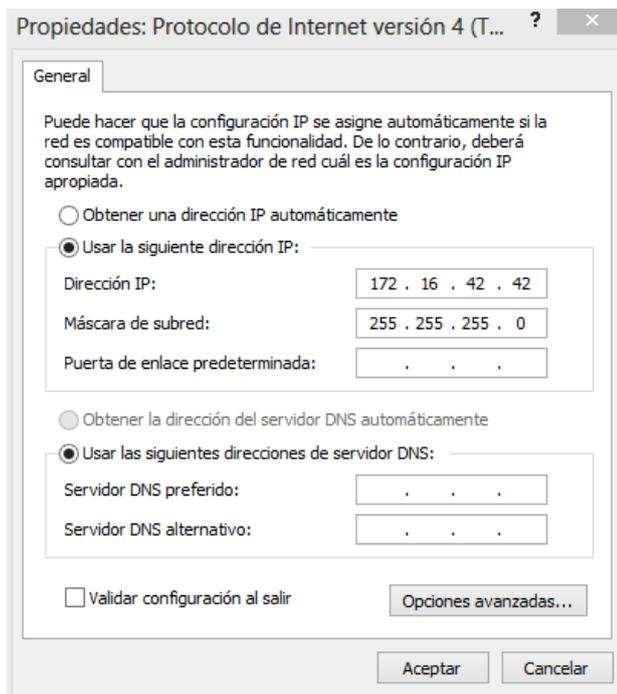 Propiedades: Protocolo de Internet versión 4 (T... ? ×
General
Puede hacer que la configuración IP se asigne automáticamente si la
red es compatible con esta funcionalidad. De lo contrario, deberá
consultar con el administrador de red cuál es la configuración IP
apropiada.
Obtener una dirección IP automáticamente
Usar la siguiente dirección IP:
Dirección IP: 172 . 16 . 42 . 42
Máscara de subred: 255 . 255 . 255 . 0
Puerta de enlace predeterminada: . . .
Obtener la dirección del servidor DNS automáticamente
Usar las siguientes direcciones de servidor DNS:
Servidor DNS preferido: . . .
Servidor DNS alternativo: . . .
Validar configuración al salir Opciones avanzadas...
Aceptar Cancelar